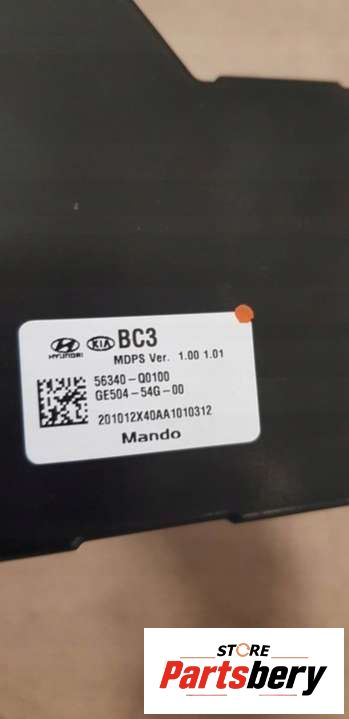 HYUNDAI KIA BC3
MDPS Ver. 1.00 1.01
56340-Q0100
GE504-54G-00
201012X40AA1010312
Mando
STORE
Partsbery